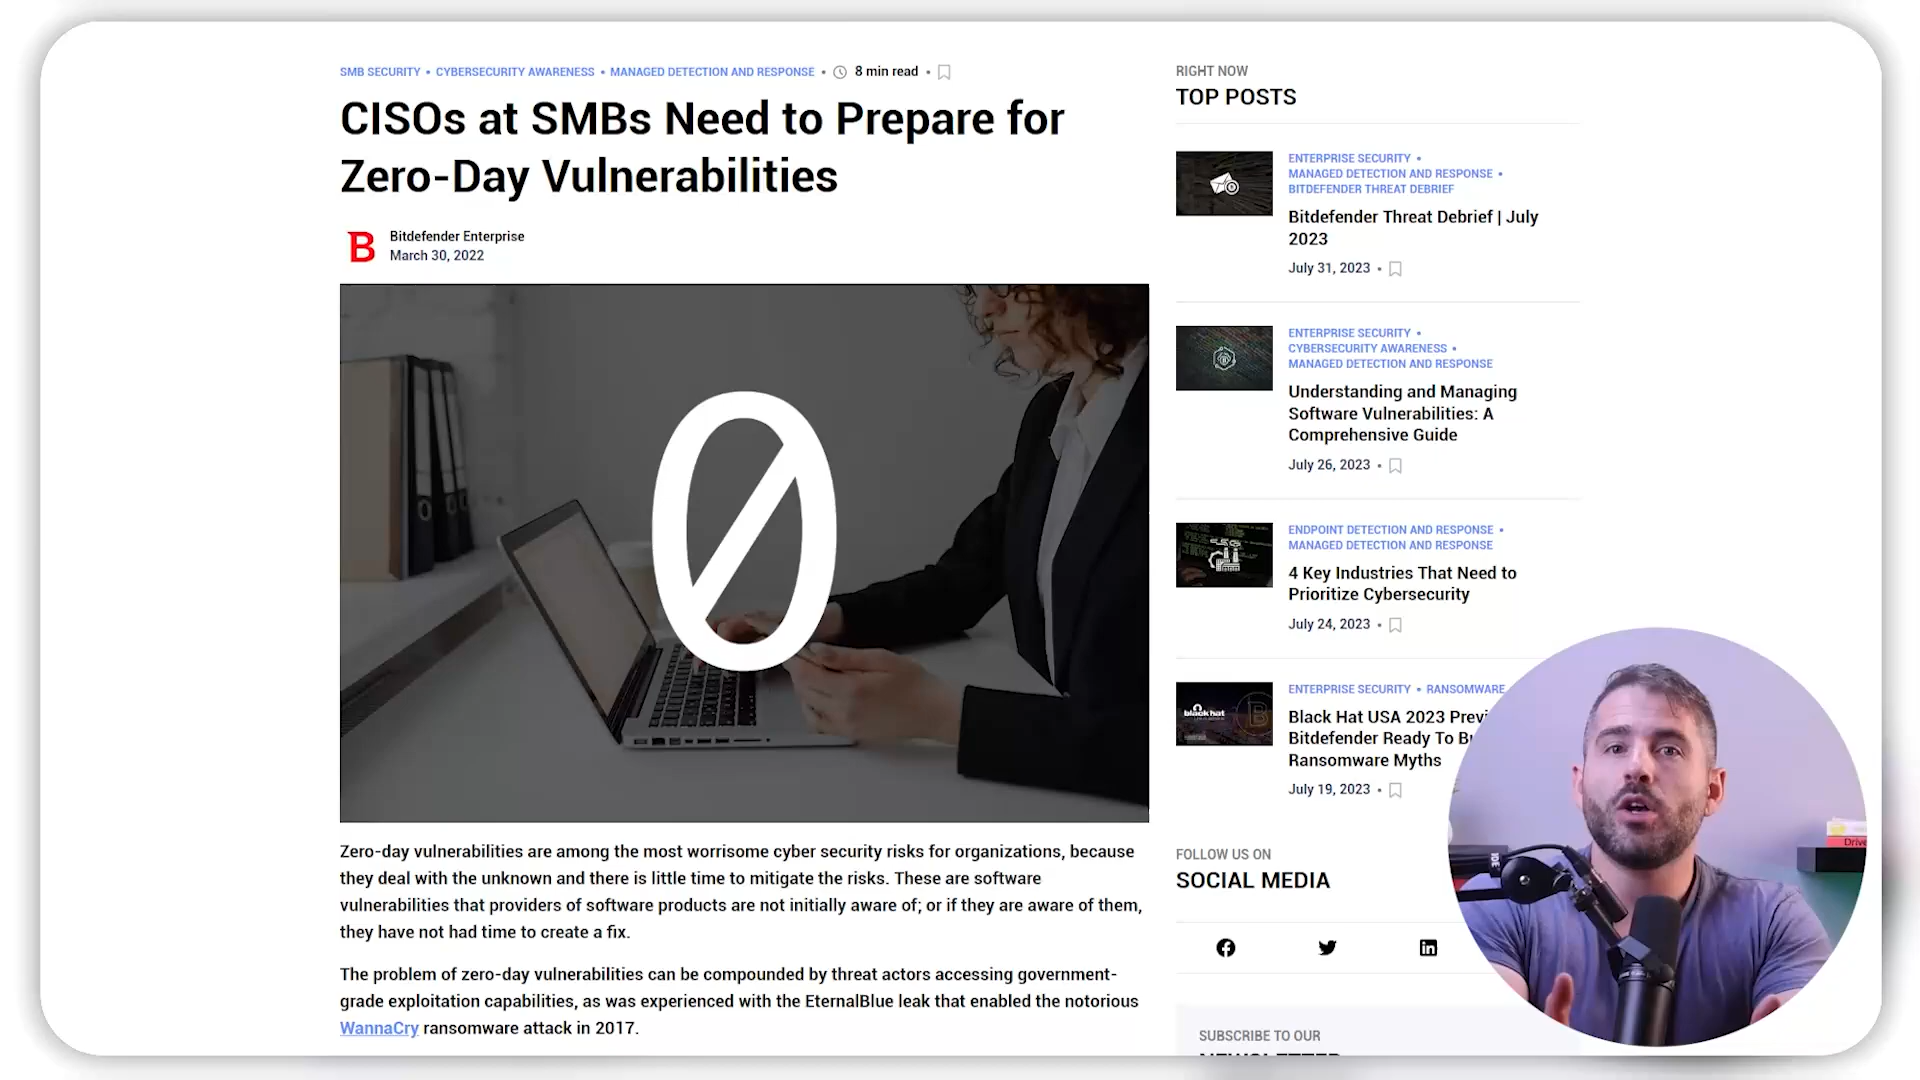 SMB SECURITY • CYBERSECURITY AWARENESS • MANAGED DETECTION AND RESPONSE • 8 min read •
CISOs at SMBs Need to Prepare for
Zero-Day Vulnerabilities
B
Bitdefender Enterprise
March 30, 2022
0
Zero-day vulnerabilities are among the most worrisome cyber security risks for organizations, because
they deal with the unknown and there is little time to mitigate the risks. These are software
vulnerabilities that providers of software products are not initially aware of; or if they are aware of them,
they have not had time to create a fix.
The problem of zero-day vulnerabilities can be compounded by threat actors accessing government-
grade exploitation capabilities, as was experienced with the EternalBlue leak that enabled the notorious
WannaCry ransomware attack in 2017.
RIGHT NOW
TOP POSTS
ENTERPRISE SECURITY •
MANAGED DETECTION AND RESPONSE •
BITDEFENDER THREAT DEBRIEF
Bitdefender Threat Debrief | July
2023
July 31, 2023 •
ENTERPRISE SECURITY •
CYBERSECURITY AWARENESS •
MANAGED DETECTION AND RESPONSE
Understanding and Managing
Software Vulnerabilities: A
Comprehensive Guide
July 26, 2023 •
ENDPOINT DETECTION AND RESPONSE •
MANAGED DETECTION AND RESPONSE
4 Key Industries That Need to
Prioritize Cybersecurity
July 24, 2023 •
black hat
B
ENTERPRISE SECURITY • RANSOMWARE
Black Hat USA 2023 Previ
Bitdefender Ready To Bu
Ransomware Myths
July 19, 2023 •
FOLLOW US ON
SOCIAL MEDIA
SUBSCRIBE TO OUR
NEWSLETTER
Drive